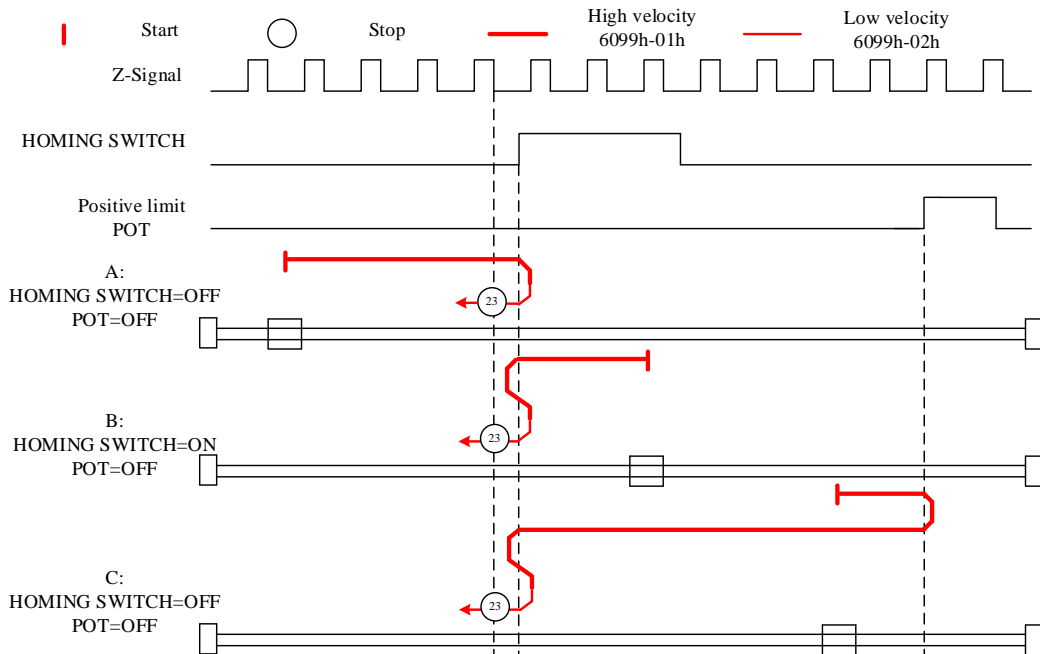 Start
Stop
High velocity
6099h-01h
Low velocity
6099h-02h
Z-Signal
HOMING SWITCH
Positive limit
POT
A:
HOMING SWITCH=OFF
POT=OFF
23
B:
HOMING SWITCH=ON
POT=OFF
23
C:
HOMING SWITCH=OFF
POT=OFF
23